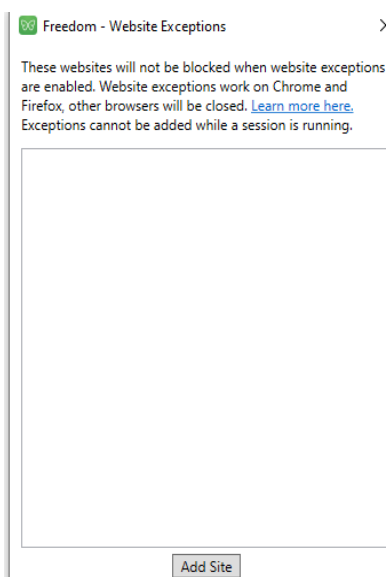 Freedom - Website Exceptions
These websites will not be blocked when website exceptions
are enabled. Website exceptions work on Chrome and
Firefox, other browsers will be closed. Learn more here.
Exceptions cannot be added while a session is running.
Add Site